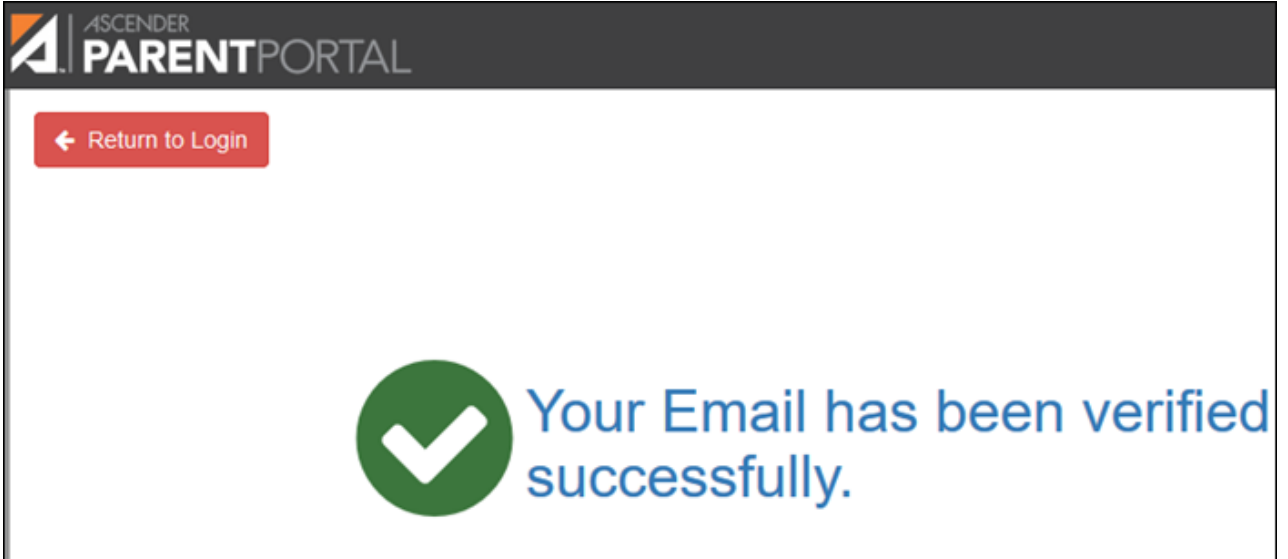 ASCENDER
PARENTPORTAL
Return to Login
Your Email has been verified
successfully.